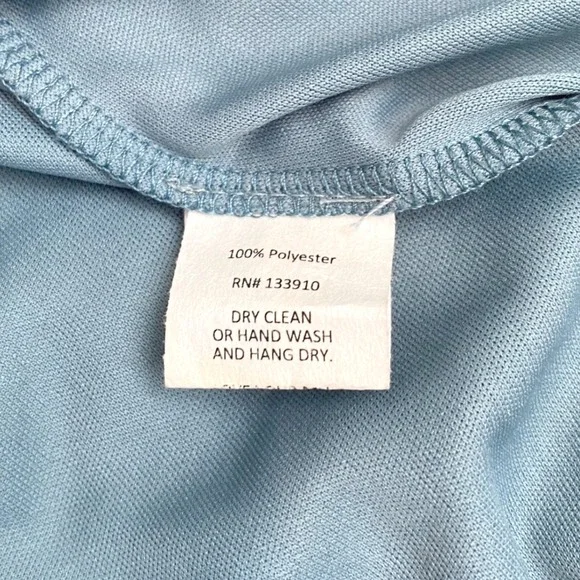 100% Polyester
RN# 133910
DRY CLEAN
OR HAND WASH
AND HANG DRY.